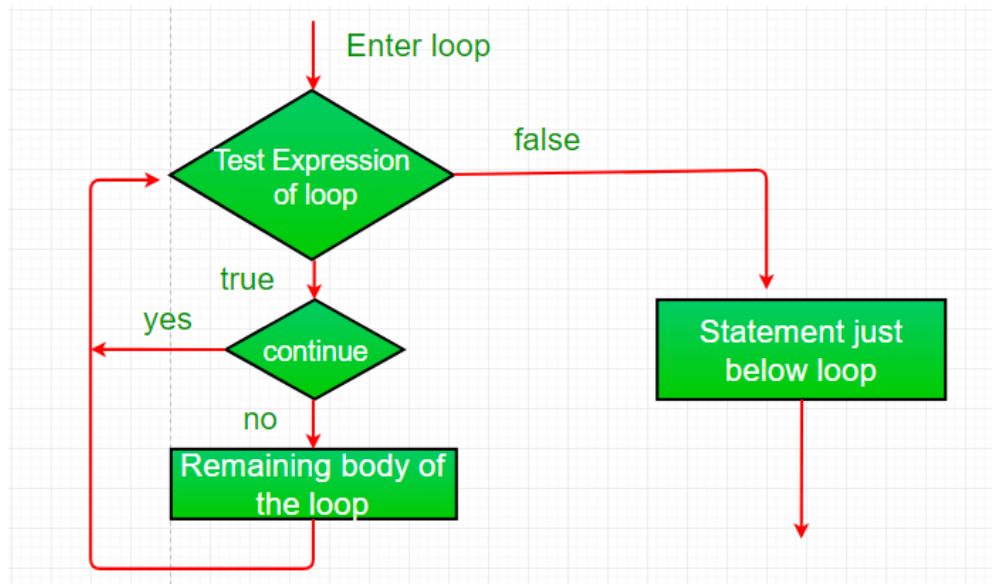 Enter loop
Test Expression
of loop
false
true
yes
continue
no
Remaining body of
the loop
Statement just
below loop